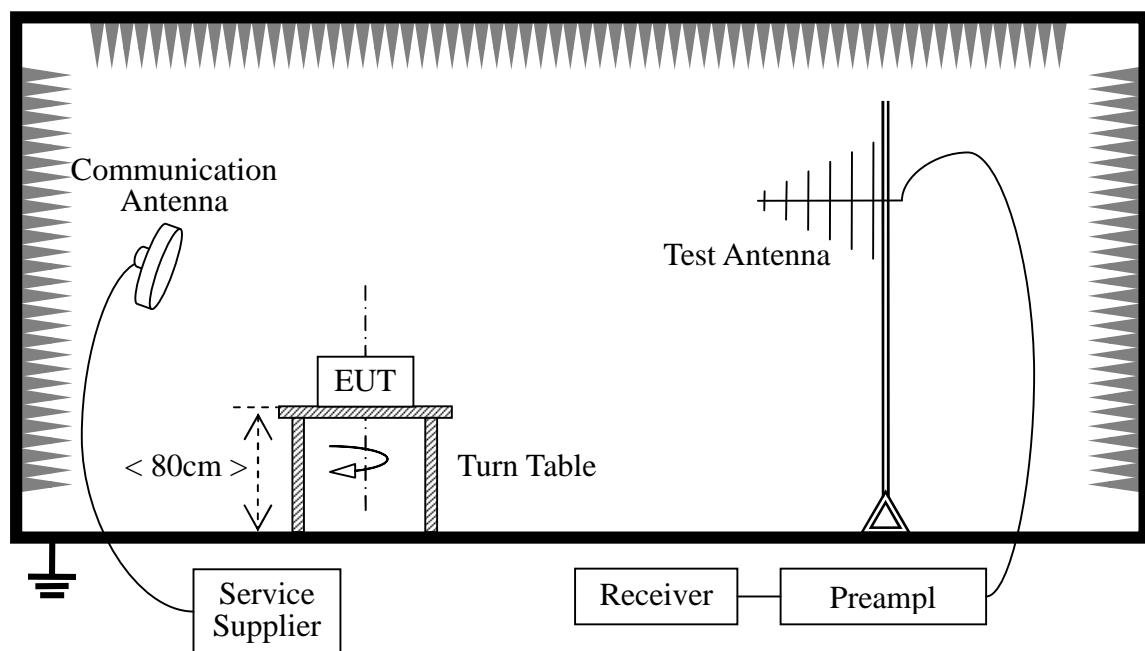 Communication
Antenna
Test Antenna
EUT
< 80cm >
Turn Table
Service
Supplier
Receiver
Preampl